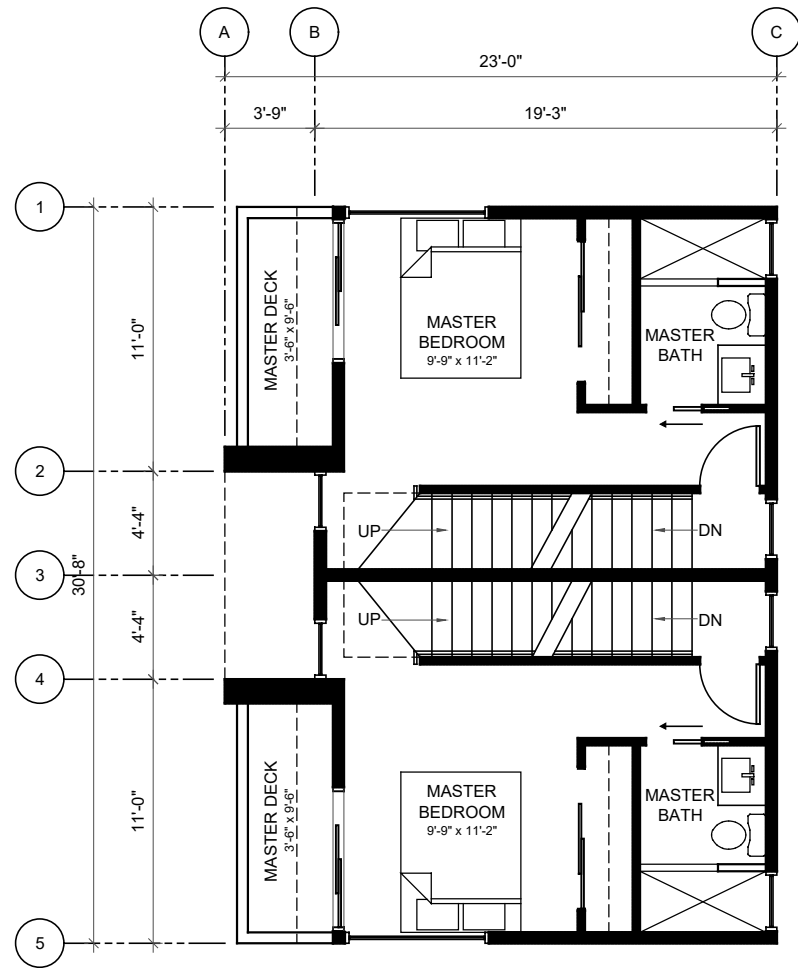 A
B
C
23'-0"
3'-9"
19'-3"
1
MASTER DECK
3'-6" x 9'-6"
MASTER
BEDROOM
9'-9" x 11'-2"
MASTER
BATH
11'-0"
2
UP
DN
4'-4"
30'-8"
3
4'-4"
UP
DN
4
MASTER DECK
3'-6" x 9'-6"
MASTER
BEDROOM
9'-9" x 11'-2"
MASTER
BATH
11'-0"
5